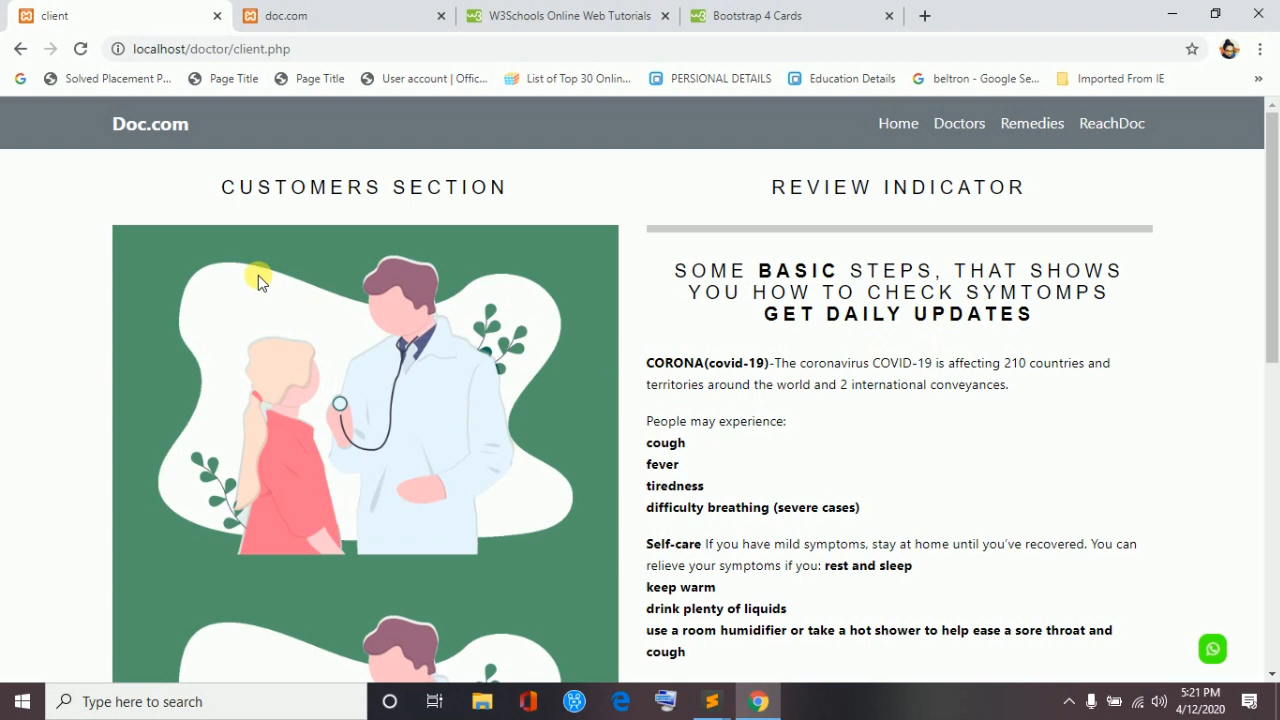 client
doc.com
W3Schools Online Web Tutorials
Bootstrap 4 Cards
localhost/doctor/client.php
Solved Placement P...
Page Title
Page Title
User account | Offic...
List of Top 30 Onlin...
PERSIONAL DETAILS
Education Details
beltron - Google Se...
Imported From IE
Doc.com
Home
Doctors
Remedies
ReachDoc
CUSTOMERS SECTION
REVIEW INDICATOR
SOME BASIC STEPS, THAT SHOWS
YOU HOW TO CHECK SYMTOMPS
GET DAILY UPDATES
CORONA(covid-19)-The coronavirus COVID-19 is affecting 210 countries and
territories around the world and 2 international conveyances.
People may experience:
cough
fever
tiredness
difficulty breathing (severe cases)
Self-care If you have mild symptoms, stay at home until you've recovered. You can
relieve your symptoms if you: rest and sleep
keep warm
drink plenty of liquids
use a room humidifier or take a hot shower to help ease a sore throat and
cough
Type here to search
5:21 PM
4/12/2020